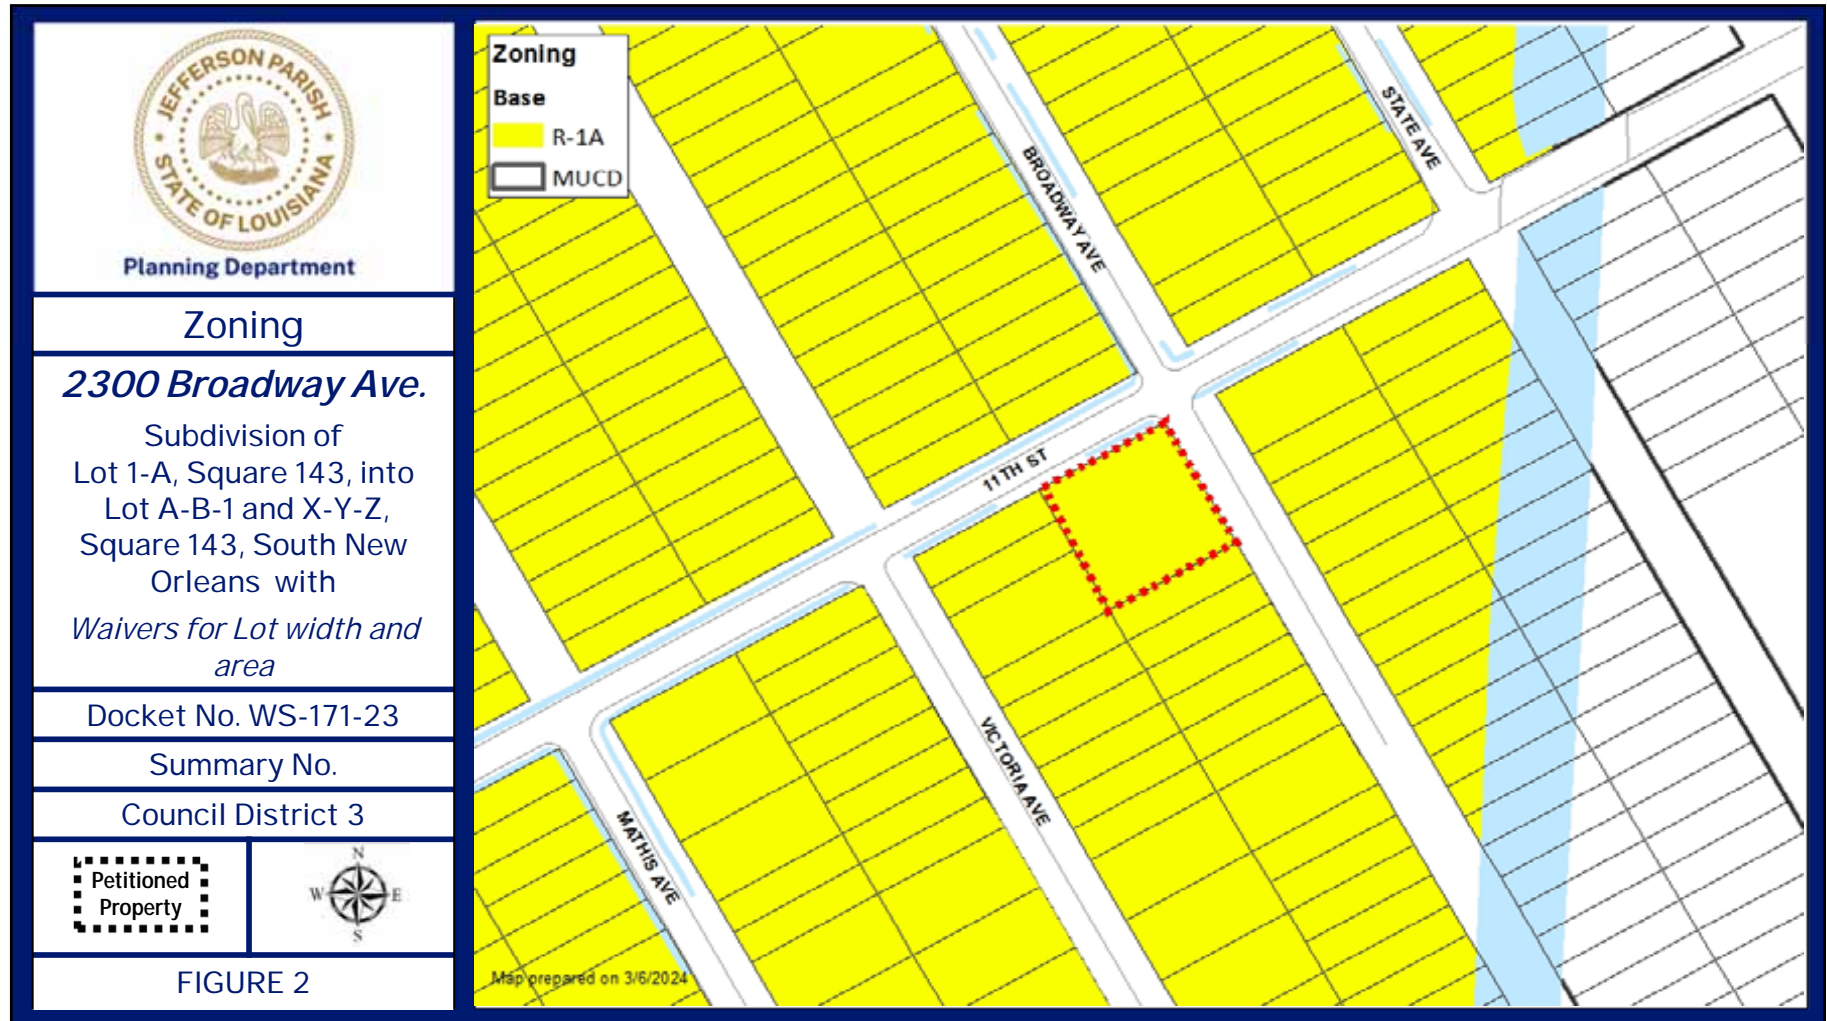 JEFFERSON PARISH
STATE OF LOUISIANA
Planning Department
Zoning
2300 Broadway Ave.
Subdivision of
Lot 1-A, Square 143, into
Lot A-B-1 and X-Y-Z,
Square 143, South New
Orleans with
Waivers for Lot width and
area
Docket No. WS-171-23
Summary No.
Council District 3
Petitioned
Property
N
W
E
S
FIGURE 2
Zoning
Base
R-1A
MUCD
STATE AVE
BROADWAY AVE
11TH ST
VICTORIA AVE
MATHIS AVE
Map prepared on 3/6/2024